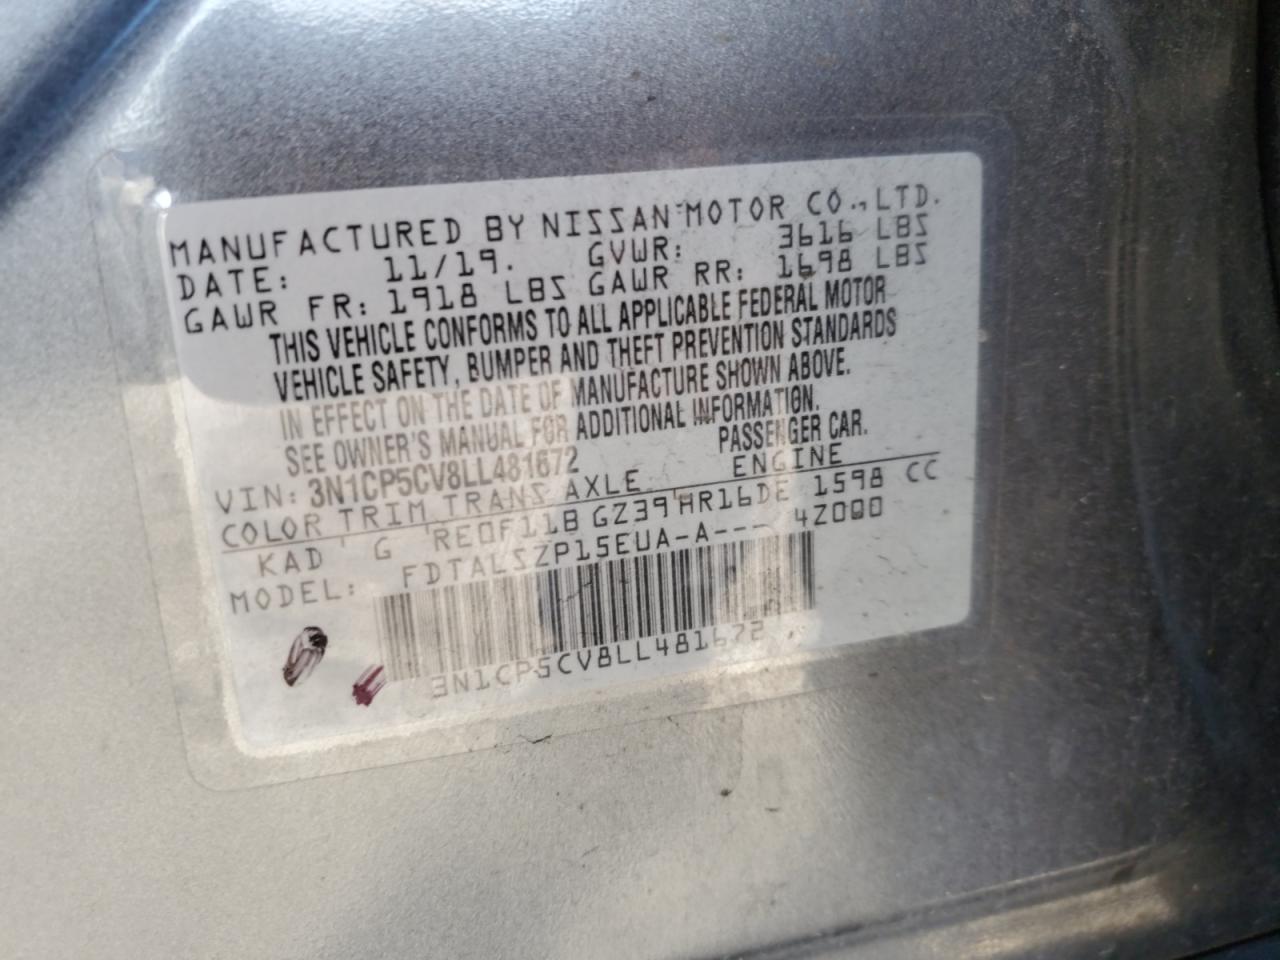 MANUFACTURED BY NISSAN MOTOR CO., LTD.
DATE: 11/19. GVWR: 3616 LBS
GAWR FR: 1918 LBS GAWR RR: 1698 LBS
THIS VEHICLE CONFORMS TO ALL APPLICABLE FEDERAL MOTOR
VEHICLE SAFETY, BUMPER AND THEFT PREVENTION STANDARDS
IN EFFECT ON THE DATE OF MANUFACTURE SHOWN ABOVE.
SEE OWNER'S MANUAL FOR ADDITIONAL INFORMATION.
VIN: 3N1CP5CV8LL481672 PASSENGER CAR.
COLOR TRIM TRANS AXLE ENGINE
KAD G RE0F11B GZ39 HR16DE 1598 CC
MODEL: FDTALSZP15EUA-A--- 4Z000
3N1CP5CV8LL481672